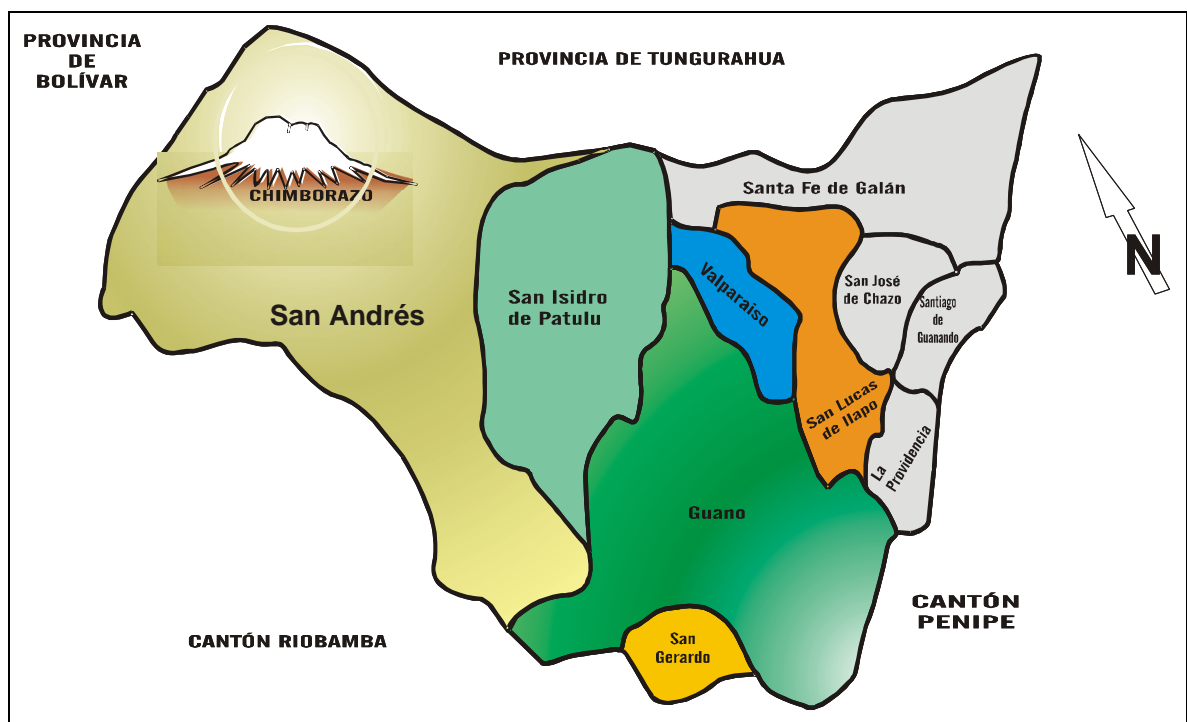 PROVINCIA
DE
BOLÍVAR
PROVINCIA DE TUNGURAHUA
CHIMBORAZO
Santa Fe de Galán
N
San Andrés
San Isidro
de Patulu
Valparaiso
San José
de Chazo
Santiago
de
Guanando
San Lucas
de Ilapo
La
Providencia
Guano
CANTÓN
PENIPE
CANTÓN RIOBAMBA
San
Gerardo